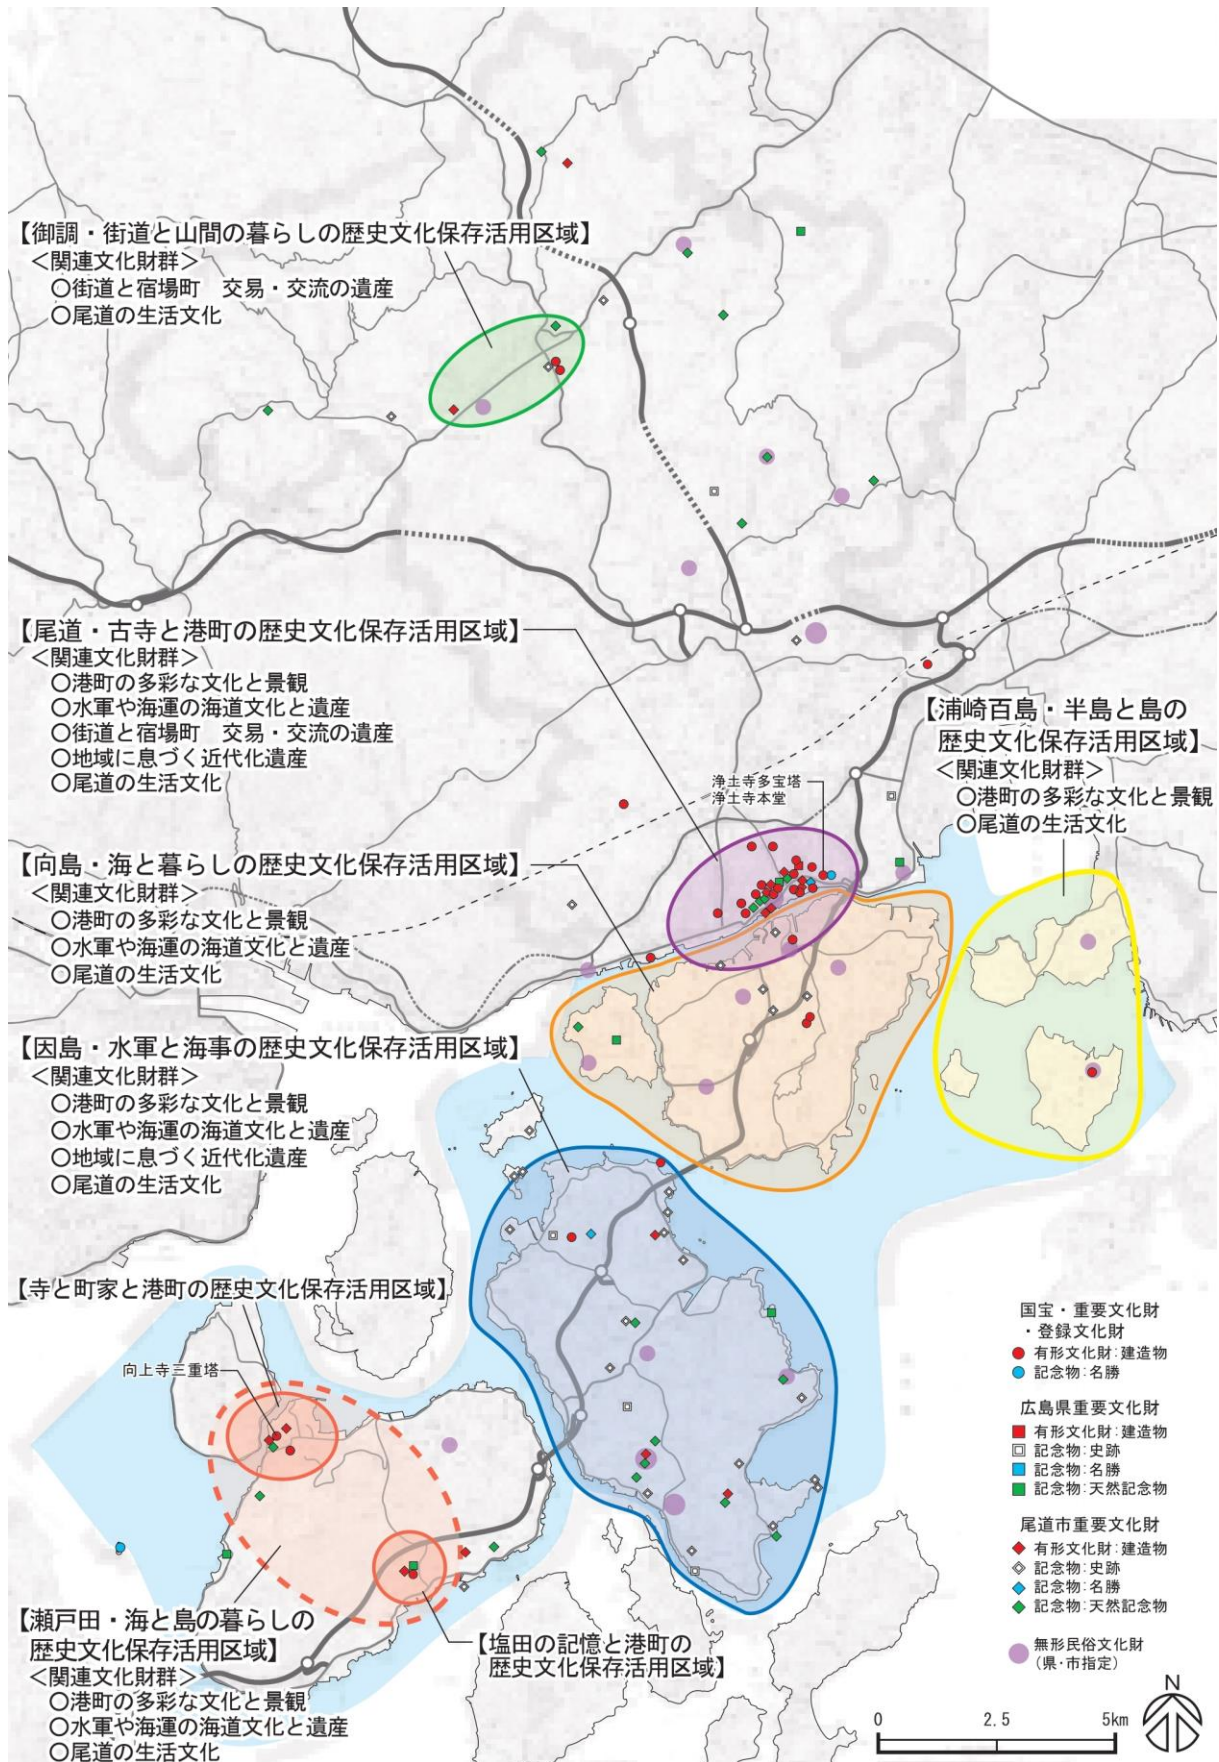 【御調・街道と山間の暮らしの歴史文化保存活用区域】
＜関連文化財群＞
○街道と宿場町　交易・交流の遺産
○尾道の生活文化
【尾道・古寺と港町の歴史文化保存活用区域】
＜関連文化財群＞
○港町の多彩な文化と景観
○水軍や海運の海道文化と遺産
○街道と宿場町　交易・交流の遺産
○地域に息づく近代化遺産
○尾道の生活文化
【浦崎百島・半島と島の
歴史文化保存活用区域】
＜関連文化財群＞
○港町の多彩な文化と景観
○尾道の生活文化
浄土寺多宝塔
浄土寺本堂
【向島・海と暮らしの歴史文化保存活用区域】
＜関連文化財群＞
○港町の多彩な文化と景観
○水軍や海運の海道文化と遺産
○尾道の生活文化
【因島・水軍と海事の歴史文化保存活用区域】
＜関連文化財群＞
○港町の多彩な文化と景観
○水軍や海運の海道文化と遺産
○地域に息づく近代化遺産
○尾道の生活文化
【寺と町家と港町の歴史文化保存活用区域】
向上寺三重塔
【瀬戸田・海と島の暮らしの
歴史文化保存活用区域】
＜関連文化財群＞
○港町の多彩な文化と景観
○水軍や海運の海道文化と遺産
○尾道の生活文化
【塩田の記憶と港町の
歴史文化保存活用区域】
国宝・重要文化財
・登録文化財
有形文化財:建造物
記念物:名勝
広島県重要文化財
有形文化財:建造物
記念物:史跡
記念物:名勝
記念物:天然記念物
尾道市重要文化財
有形文化財:建造物
記念物:史跡
記念物:名勝
記念物:天然記念物
無形民俗文化財
(県・市指定)
N
0 2.5 5km